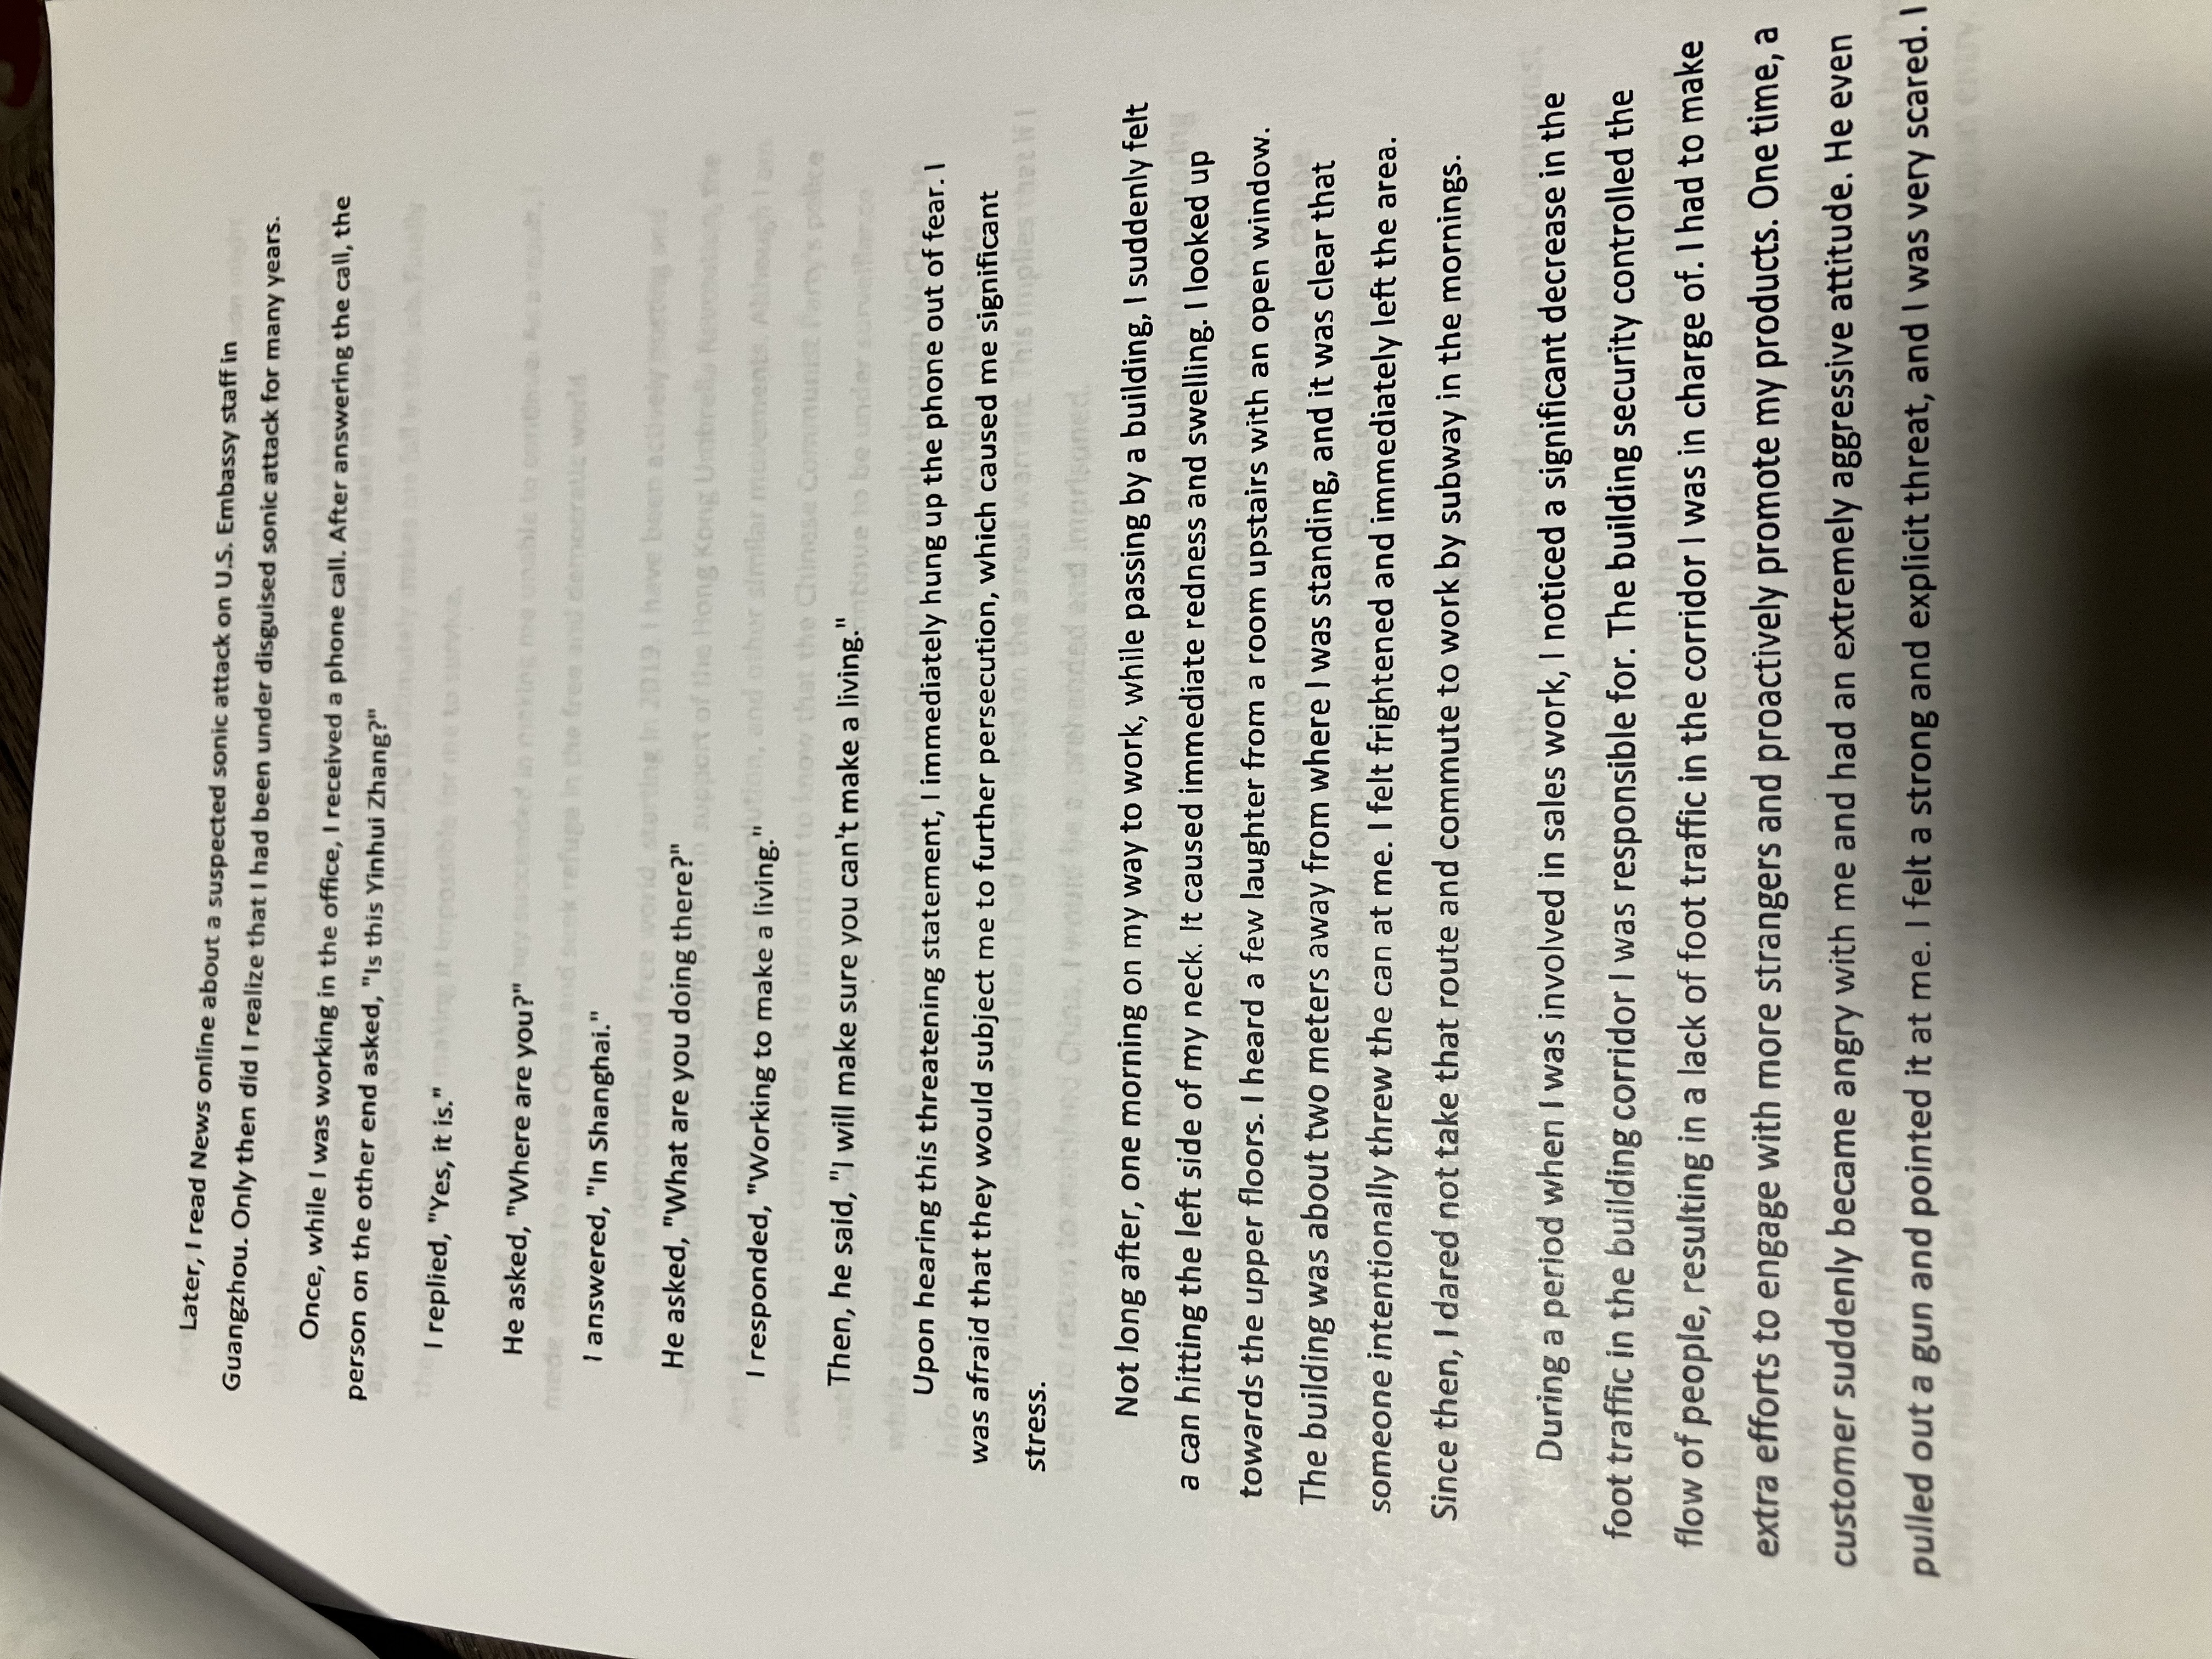 Later, I read News online about a suspected sonic attack on U.S. Embassy staff in
Guangzhou. Only then did I realize that I had been under disguised sonic attack for many years.
Once, while I was working in the office, I received a phone call. After answering the call, the
person on the other end asked, "Is this Yinhui Zhang?"
I replied, "Yes, it is."
He asked, "Where are you?"
I answered, "In Shanghai."
He asked, "What are you doing there?"
I responded, "Working to make a living."
Then, he said, "I will make sure you can't make a living."
Upon hearing this threatening statement, I immediately hung up the phone out of fear. I
was afraid that they would subject me to further persecution, which caused me significant
stress.
Not long after, one morning on my way to work, while passing by a building, I suddenly felt
a can hitting the left side of my neck. It caused immediate redness and swelling. I looked up
towards the upper floors. I heard a few laughter from a room upstairs with an open window.
The building was about two meters away from where I was standing, and it was clear that
someone intentionally threw the can at me. I felt frightened and immediately left the area.
Since then, I dared not take that route and commute to work by subway in the mornings.
During a period when I was involved in sales work, I noticed a significant decrease in the
foot traffic in the building corridor I was responsible for. The building security controlled the
flow of people, resulting in a lack of foot traffic in the corridor I was in charge of. I had to make
extra efforts to engage with more strangers and proactively promote my products. One time, a
customer suddenly became angry with me and had an extremely aggressive attitude. He even
pulled out a gun and pointed it at me. I felt a strong and explicit threat, and I was very scared. I